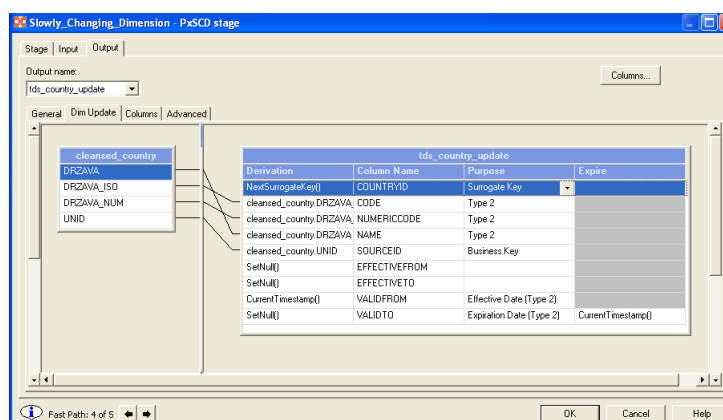 Slowly_Changing_Dimension - PxSCD stage
Stage Input Output
Output name:
tds_country_update
Columns...
General Dim Update Columns Advanced
cleansed_country
DRZAVA
DRZAVA_ISO
DRZAVA_NUM
UNID
tds_country_update
Derivation Column Name Purpose Expire
NextSurrogateKey() COUNTRYID Surrogate Key
cleansed_country.DRZAVA_ CODE Type 2
cleansed_country.DRZAVA_ NUMERICCODE Type 2
cleansed_country.DRZAVA NAME Type 2
cleansed_country.UNID SOURCEID Business Key
SetNull() EFFECTIVEFROM
SetNull() EFFECTIVETO
CurrentTimestamp() VALIDFROM Effective Date (Type 2)
SetNull() VALIDTO Expiration Date (Type 2) CurrentTimestamp()
Fast Path: 4 of 5
OK Cancel Help